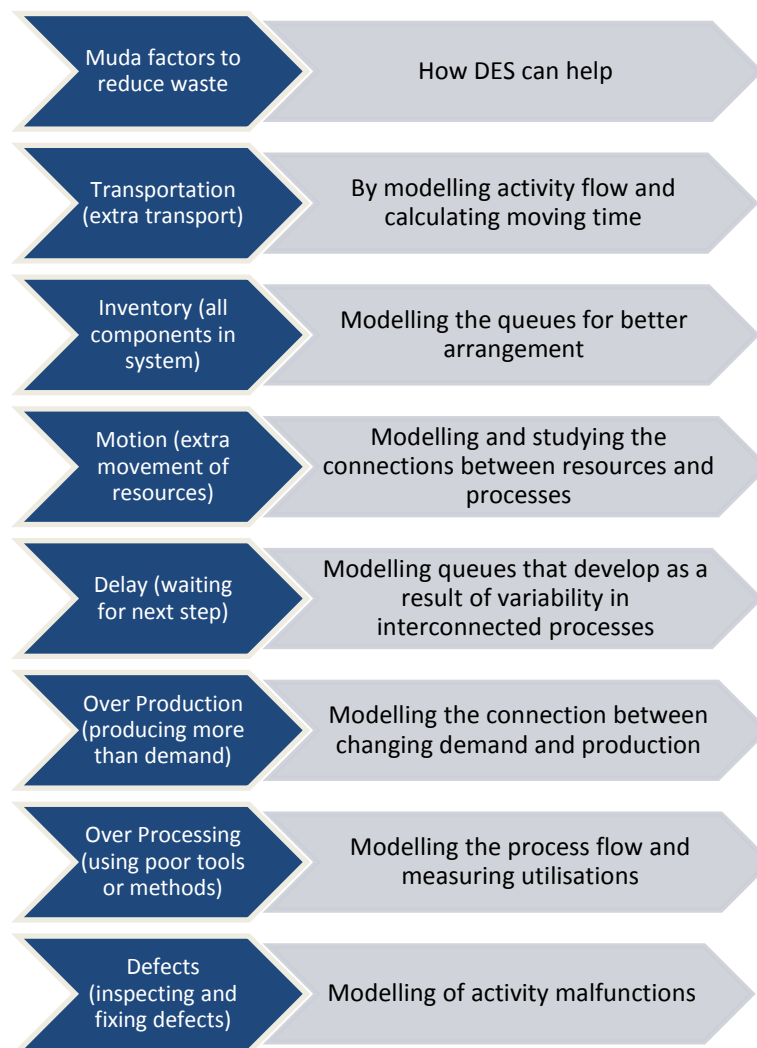 Muda factors to
reduce waste
How DES can help
Transportation
(extra transport)
By modelling activity flow and
calculating moving time
Inventory (all
components in
system)
Modelling the queues for better
arrangement
Motion (extra
movement of
resources)
Modelling and studying the
connections between resources and
processes
Delay (waiting
for next step)
Modelling queues that develop as a
result of variability in
interconnected processes
Over Production
(producing more
than demand)
Modelling the connection between
changing demand and production
Over Processing
(using poor tools
or methods)
Modelling the process flow and
measuring utilisations
Defects
(inspecting and
fixing defects)
Modelling of activity malfunctions